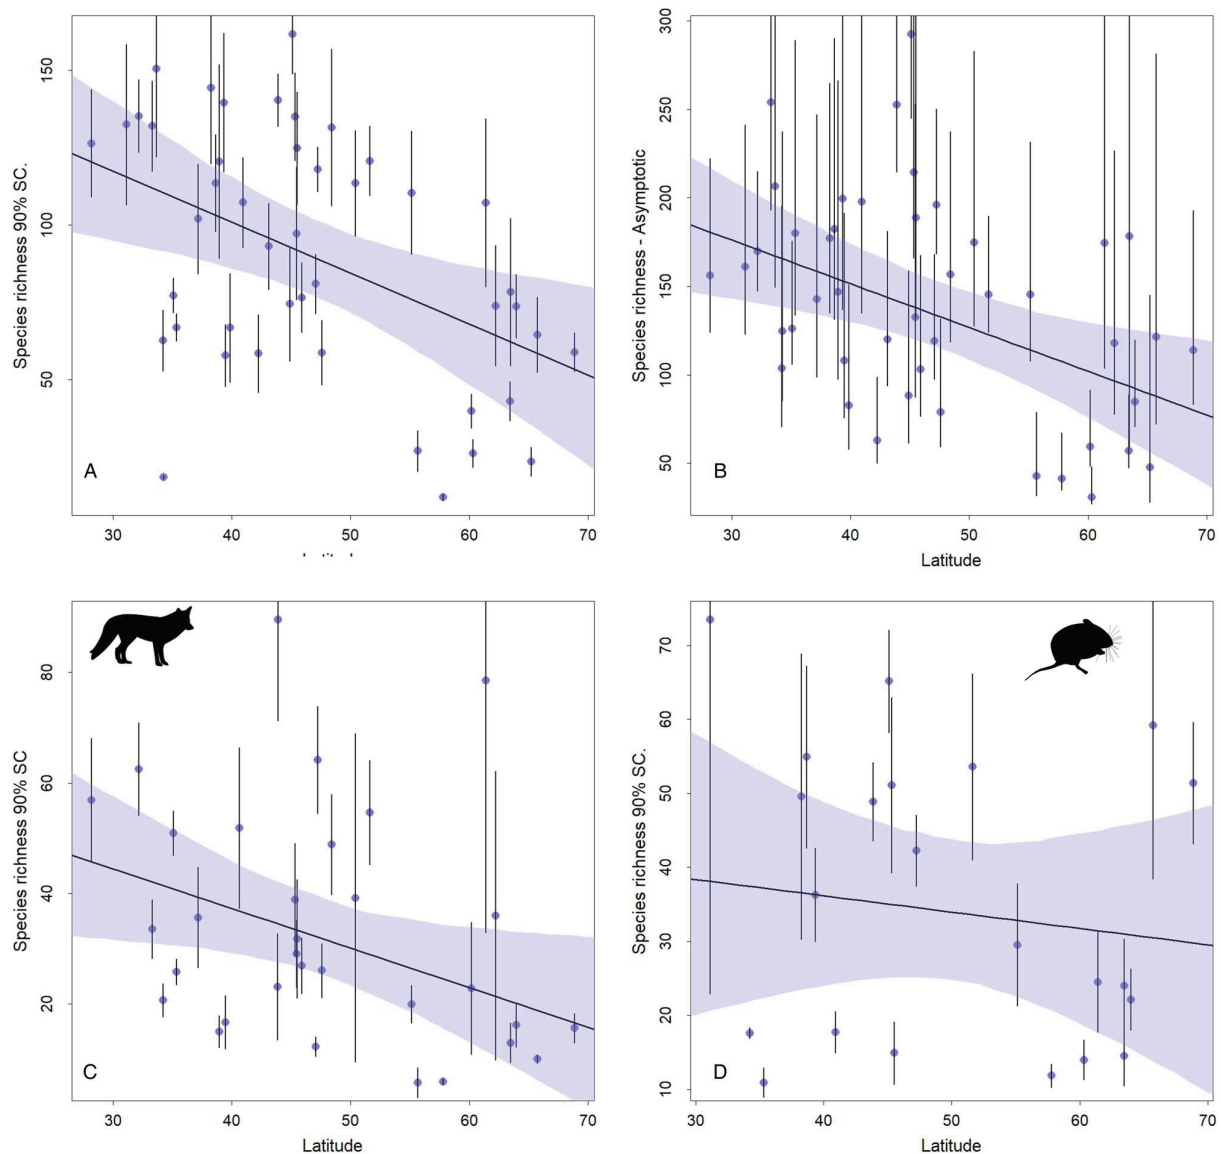 Species richness 90% SC.
150
100
50
A
30 40 50 60 70
Species richness - Asymptotic
300
250
200
150
100
50
B
30 40 50 60 70
Latitude
Species richness 90% SC
80
60
40
20
C
30 40 50 60 70
Latitude
Species richness 90% SC.
70
60
50
40
30
20
10
D
30 40 50 60 70
Latitude